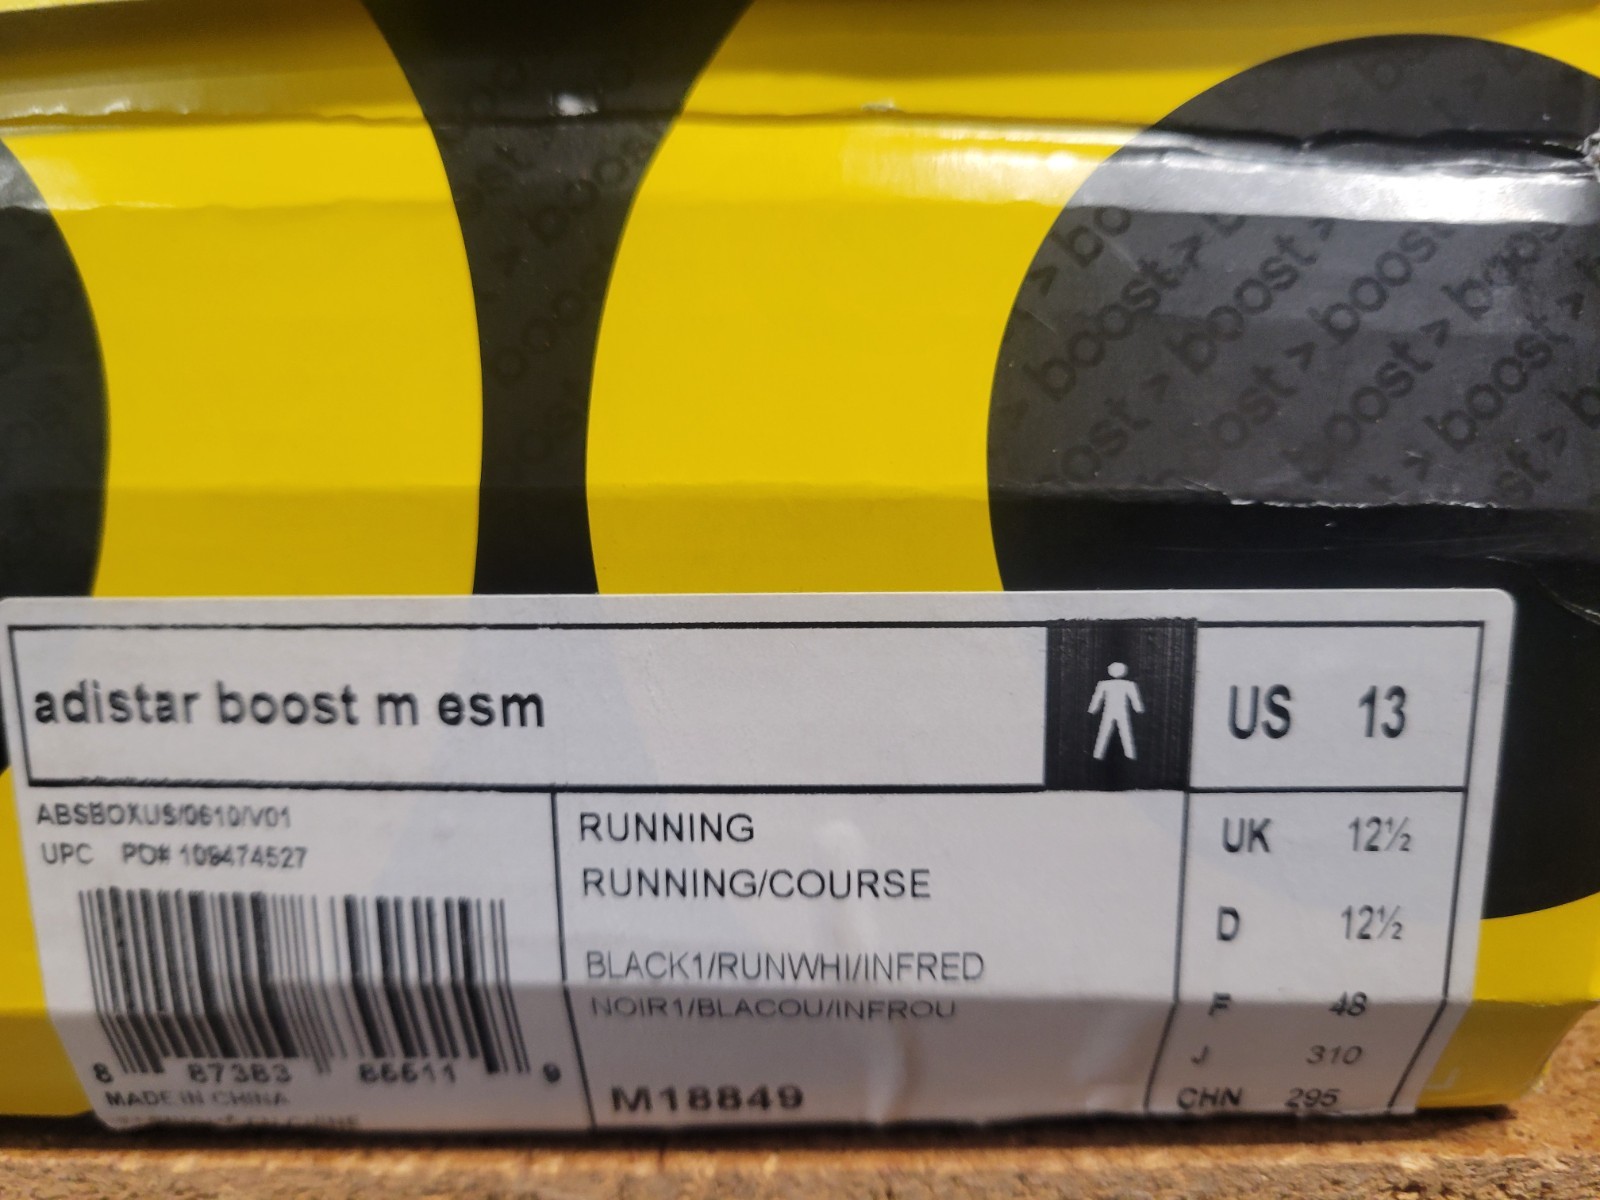 boost > boost > boost
adistar boost m esm
US 13
ABSBOXUS/0610/V01
UPC PO# 109474527
RUNNING
RUNNING/COURSE
BLACK1/RUNWHI/INFRED
NOIR1/BLACOU/INFROU
M18849
UK 12½
D 12½
F 48
J 310
CHN 295
8 87383 86611 9
MADE IN CHINA